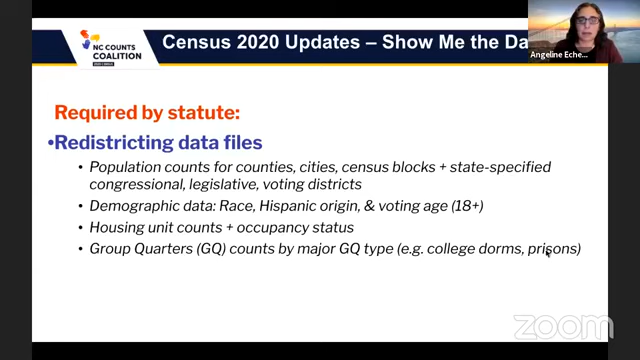 NC COUNTS
COALITION
Census 2020 Updates – Show Me the Da
Angeline Eche...
Required by statute:
•Redistricting data files
• Population counts for counties, cities, census blocks + state-specified
congressional, legislative, voting districts
• Demographic data: Race, Hispanic origin, & voting age (18+)
• Housing unit counts + occupancy status
• Group Quarters (GQ) counts by major GQ type (e.g. college dorms, prisons)
zoom